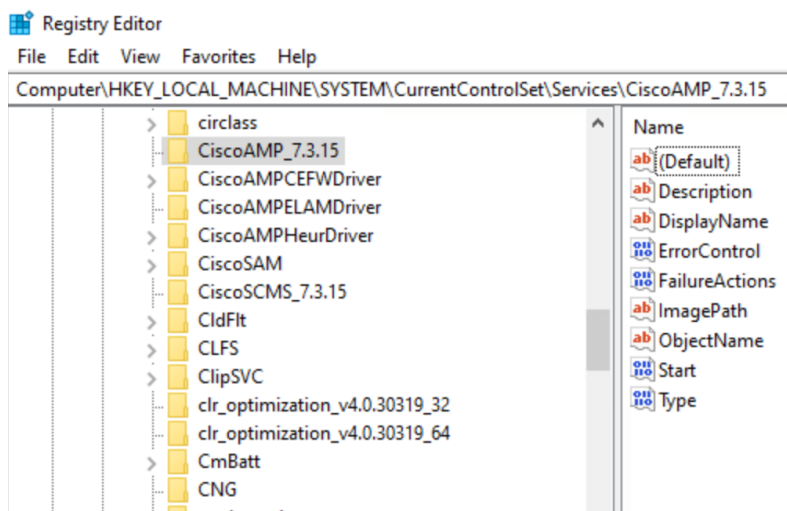 Registry Editor
File Edit View Favorites Help
Computer\HKEY_LOCAL_MACHINE\SYSTEM\CurrentControlSet\Services\CiscoAMP_7.3.15
circlass
CiscoAMP_7.3.15
CiscoAMPCEFWDriver
CiscoAMPELAMDriver
CiscoAMPHeurDriver
CiscoSAM
CiscoSCMS_7.3.15
CldFlt
CLFS
ClipSVC
clr_optimization_v4.0.30319_32
clr_optimization_v4.0.30319_64
CmBatt
CNG
Name
(Default)
Description
DisplayName
ErrorControl
FailureActions
ImagePath
ObjectName
Start
Type